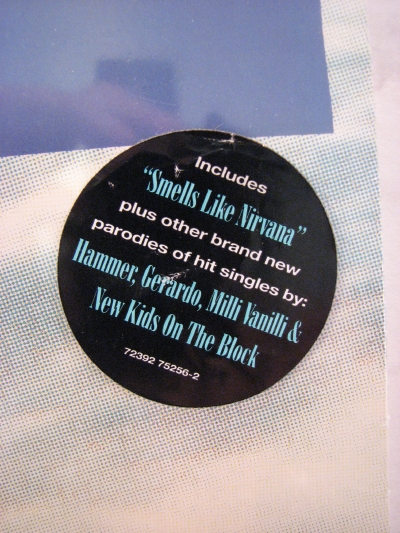 Includes
“Smells Like Nirvana”
plus other brand new
parodies of hit singles by:
Hammer, Gerardo, Milli Vanilli &
New Kids On The Block
72392 75256-2